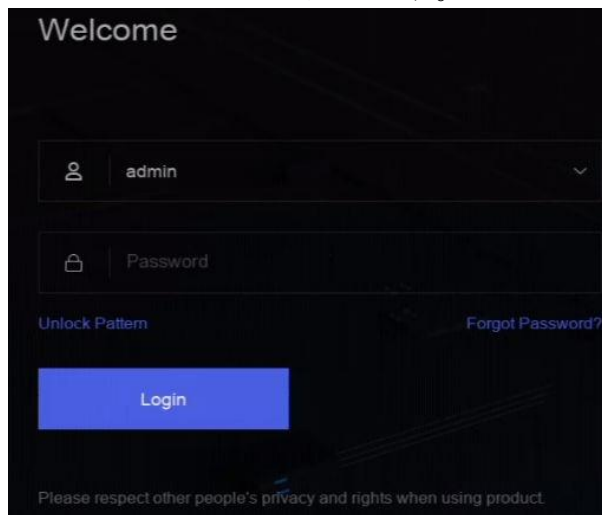 Welcome
admin
Password
Unlock Pattern
Forgot Password?
Login
Please respect other people's privacy and rights when using product.